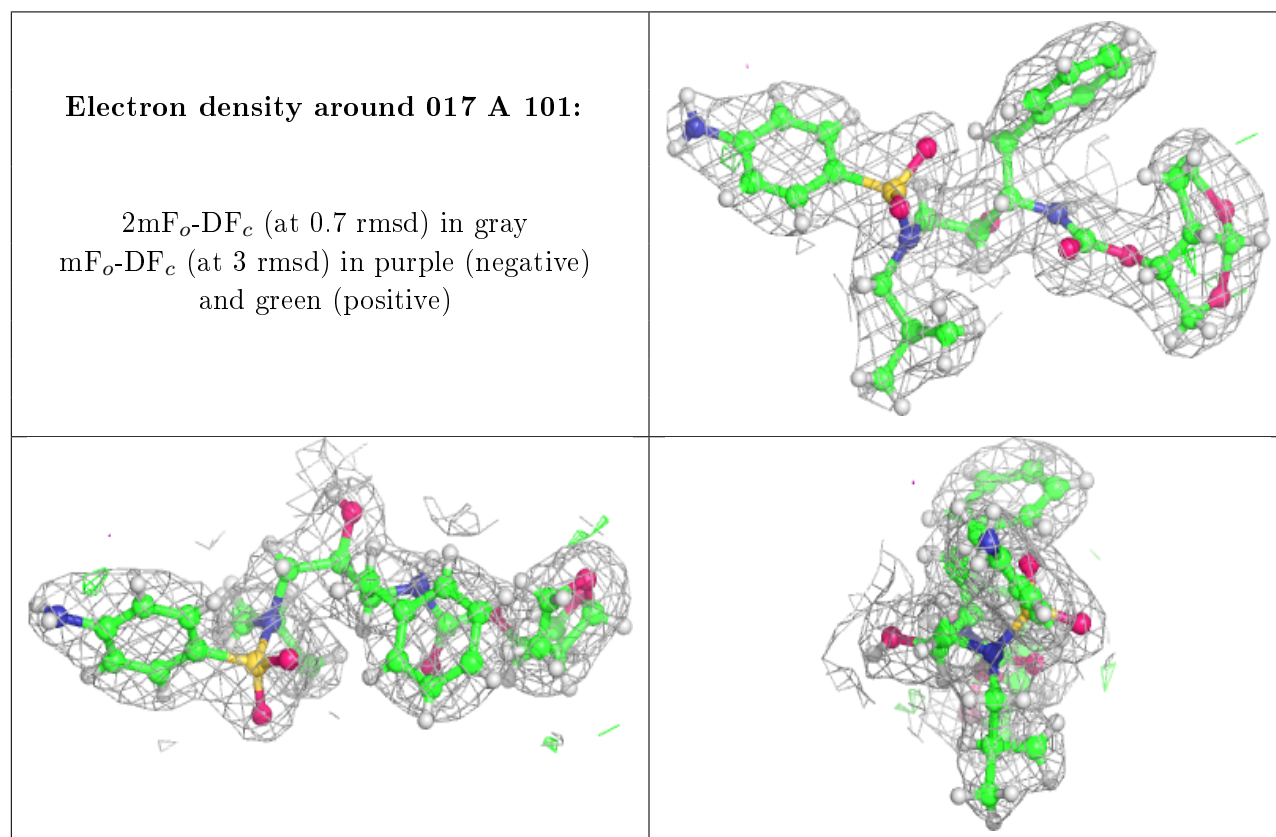 Electron density around 017 A 101:
2mFo-DFc (at 0.7 rmsd) in gray
mFo-DFc (at 3 rmsd) in purple (negative)
and green (positive)